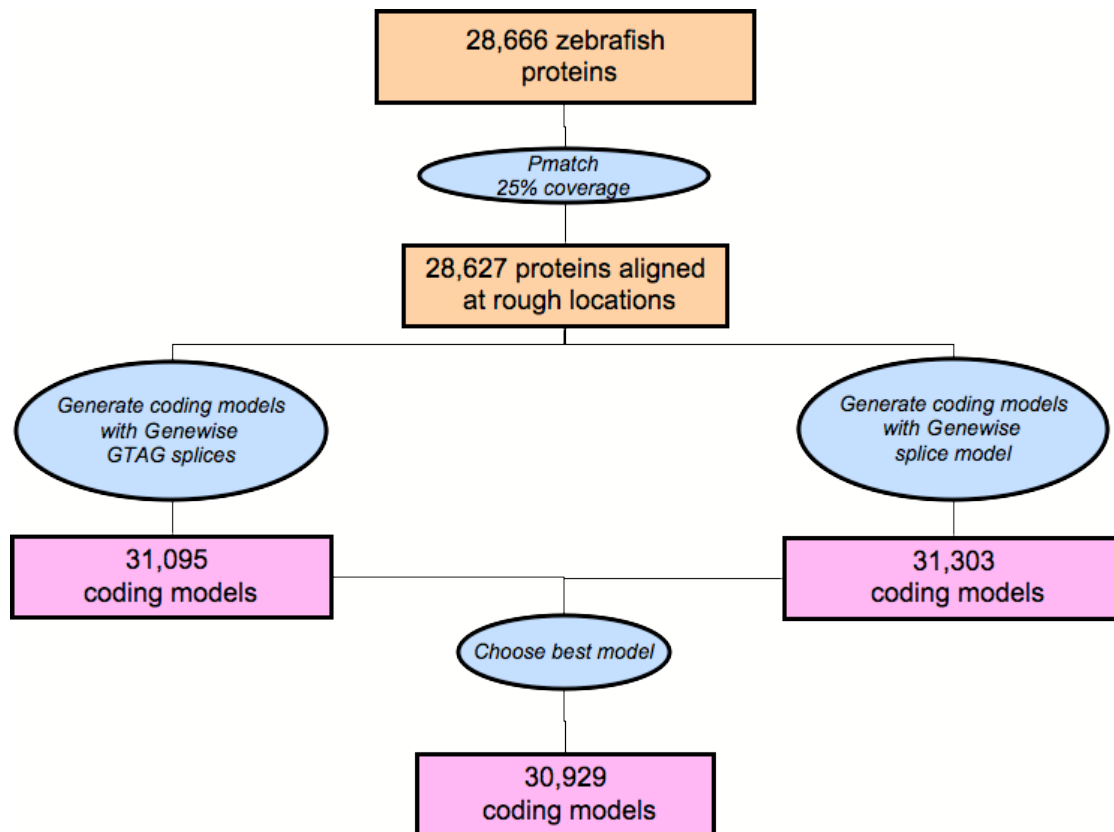 28,666 zebrafish
proteins
Pmatch
25% coverage
28,627 proteins aligned
at rough locations
Generate coding models
with Genewise
GTAG splices
Generate coding models
with Genewise
splice model
31,095
coding models
31,303
coding models
Choose best model
30,929
coding models